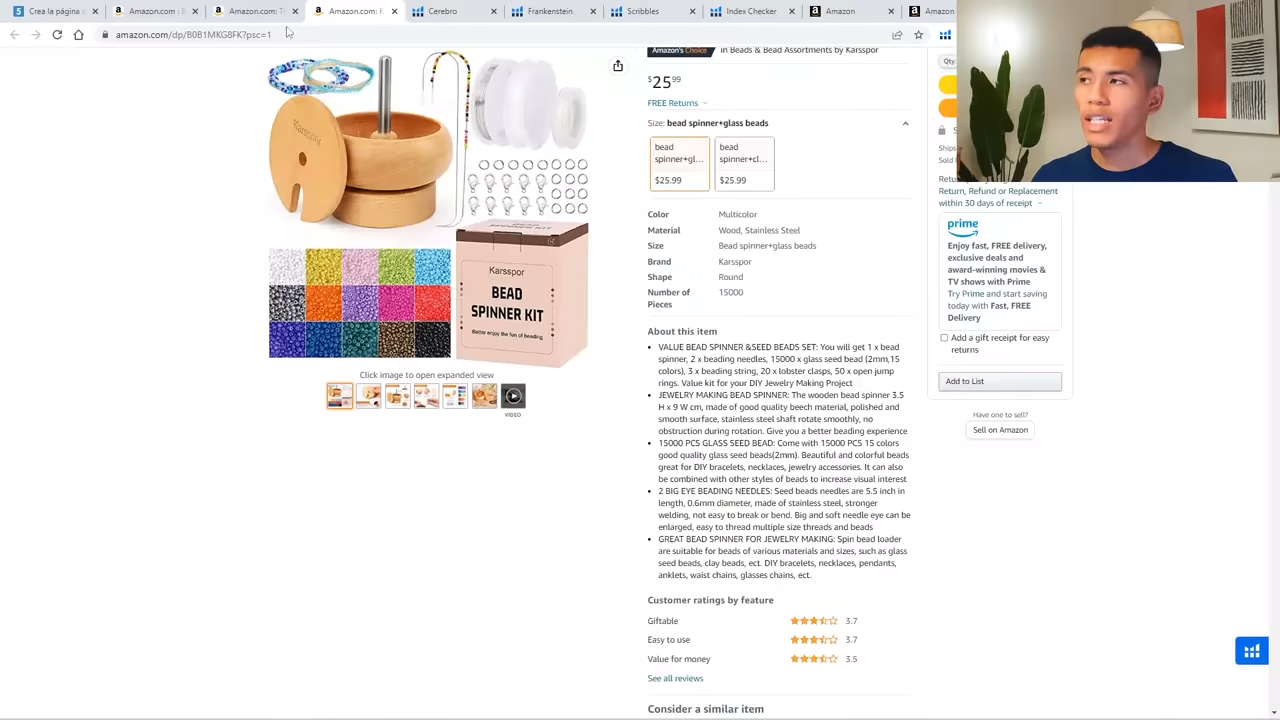 Crea la página
Amazon.com : B
Amazon.com: T
Amazon.com: K
Cerebro
Frankenstein
Scribbles
Index Checker
Amazon
Amazon
amazon.com/dp/B0B1MKG8FK?psc=1
Amazon's Choice in Beads & Bead Assortments by Karsspor
$25.99
FREE Returns
Size: bead spinner+glass beads
bead spinner+gl...
$25.99
bead spinner+cl...
$25.99
Color Multicolor
Material Wood, Stainless Steel
Size Bead spinner+glass beads
Brand Karsspor
Shape Round
Number of Pieces 15000
About this item
• VALUE BEAD SPINNER &SEED BEADS SET: You will get 1 x bead
spinner, 2 x beading needles, 15000 x glass seed bead (2mm,15
colors), 3 x beading string, 20 x lobster clasps, 50 x open jump
rings. Value kit for your DIY Jewelry Making Project
• JEWELRY MAKING BEAD SPINNER: The wooden bead spinner 3.5
H x 9 W cm, made of good quality beech material, polished and
smooth surface, stainless steel shaft rotate smoothly, no
obstruction during rotation. Give you a better beading experience
• 15000 PCS GLASS SEED BEAD: Come with 15000 PCS 15 colors
good quality glass seed beads(2mm). Beautiful and colorful beads
great for DIY bracelets, necklaces, jewelry accessories. It can also
be combined with other styles of beads to increase visual interest
• 2 BIG EYE BEADING NEEDLES: Seed beads needles are 5.5 inch in
length, 0.6mm diameter, made of stainless steel, stronger
welding, not easy to break or bend. Big and soft needle eye can be
enlarged, easy to thread multiple size threads and beads
• GREAT BEAD SPINNER FOR JEWELRY MAKING: Spin bead loader
are suitable for beads of various materials and sizes, such as glass
seed beads, clay beads, ect. DIY bracelets, necklaces, pendants,
anklets, waist chains, glasses chains, ect.
Customer ratings by feature
Giftable 3.7
Easy to use 3.7
Value for money 3.5
See all reviews
Consider a similar item
Karsspor
Karsspor
BEAD
SPINNER KIT
Better enjoy the fun of beading
Click image to open expanded view
VIDEO
Qty:
Ships
Sold
Return, Refund or Replacement
within 30 days of receipt
prime
Enjoy fast, FREE delivery,
exclusive deals and
award-winning movies &
TV shows with Prime
Try Prime and start saving
today with Fast, FREE
Delivery
Add a gift receipt for easy
returns
Add to List
Have one to sell?
Sell on Amazon